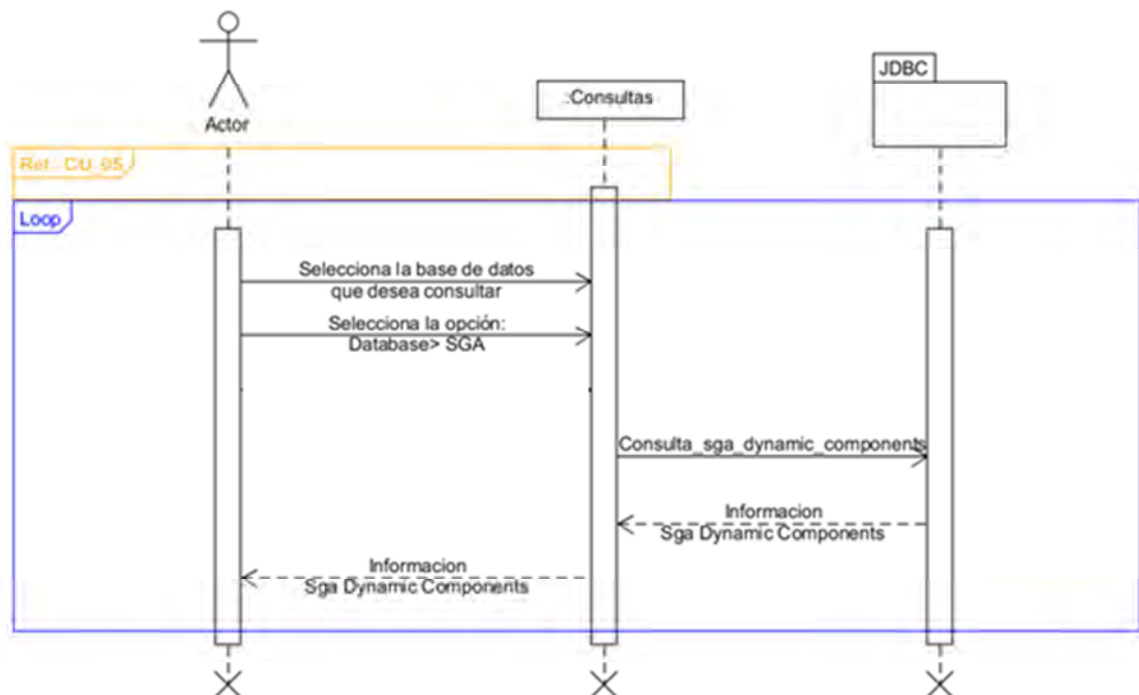 JDBC
:Consultas
Actor
Ref: CU_05
Loop
Selecciona la base de datos
que desea consultar
Selecciona la opción:
Database> SGA
Consulta_sga_dynamic_components
Informacion
Sga Dynamic Components
Informacion
Sga Dynamic Components